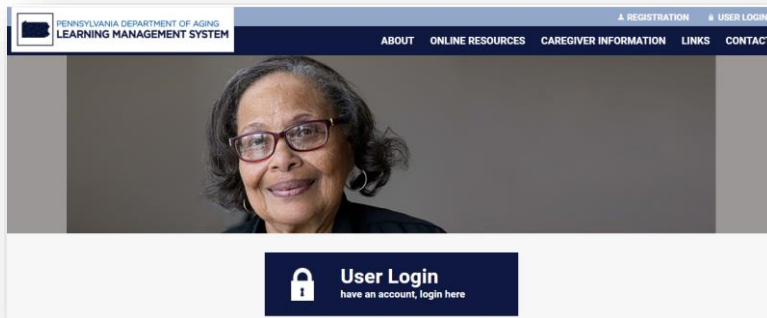 PENNSYLVANIA DEPARTMENT OF AGING
LEARNING MANAGEMENT SYSTEM
REGISTRATION USER LOGIN
ABOUT ONLINE RESOURCES CAREGIVER INFORMATION LINKS CONTACT
User Login
have an account, login here